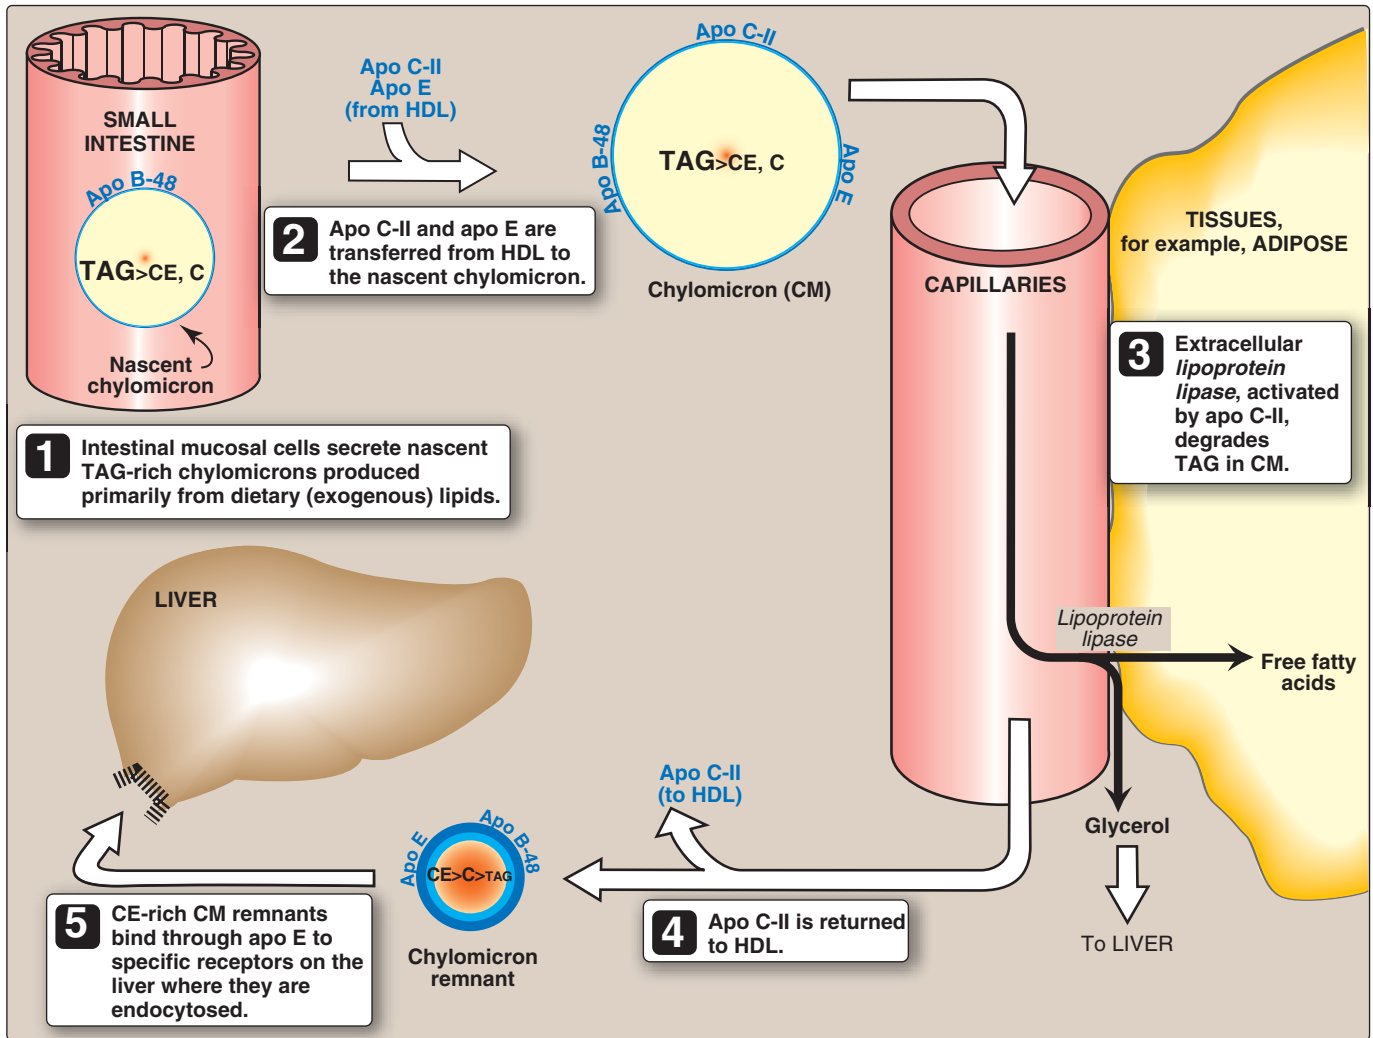 SMALL
INTESTINE
Apo B-48
TAG>CE, C
Nascent
chylomicron
1 Intestinal mucosal cells secrete nascent
TAG-rich chylomicrons produced
primarily from dietary (exogenous) lipids.
Apo C-II
Apo E
(from HDL)
2 Apo C-II and apo E are
transferred from HDL to
the nascent chylomicron.
Apo C-II
Apo B-48
Apo E
TAG>CE, C
Chylomicron (CM)
CAPILLARIES
TISSUES,
for example, ADIPOSE
3 Extracellular
lipoprotein
lipase, activated
by apo C-II,
degrades
TAG in CM.
Lipoprotein
lipase
Free fatty
acids
Glycerol
To LIVER
Apo C-II
(to HDL)
4 Apo C-II is returned
to HDL.
Apo E
Apo B-48
CE>C>TAG
Chylomicron
remnant
LIVER
5 CE-rich CM remnants
bind through apo E to
specific receptors on the
liver where they are
endocytosed.